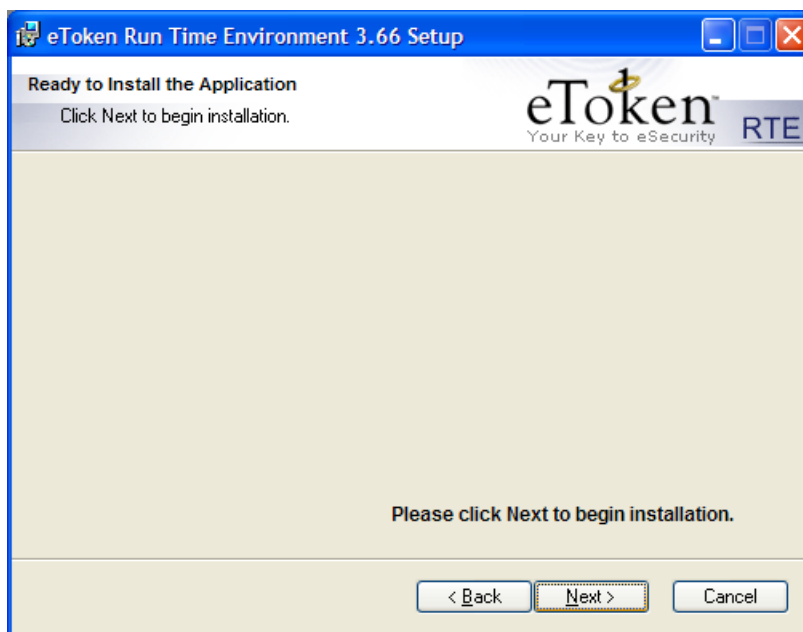 eToken Run Time Environment 3.66 Setup
Ready to Install the Application
Click Next to begin installation.
eToken™
Your Key to eSecurity
RTE
Please click Next to begin installation.
< Back
Next >
Cancel